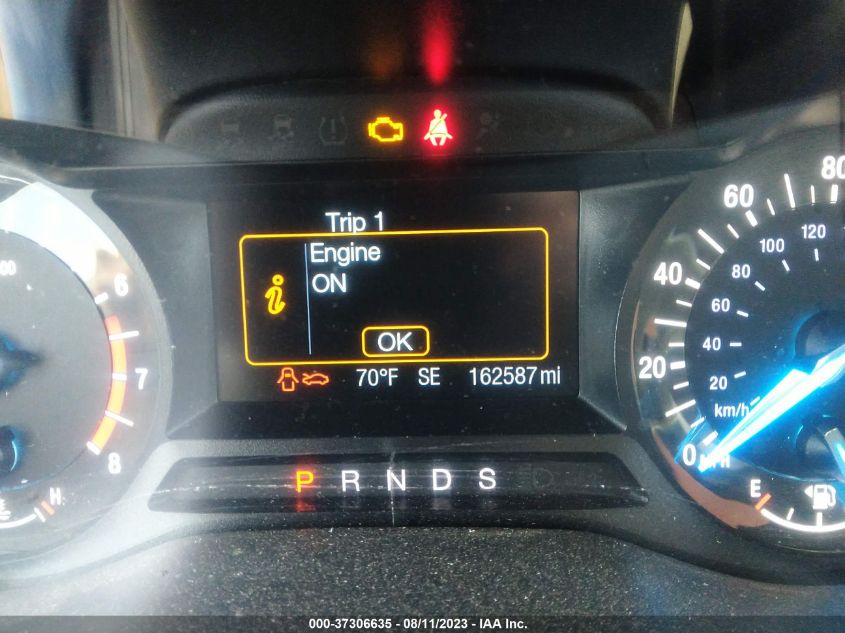 Trip 1
Engine
ON
OK
70°F SE 162587 mi
P R N D S
6
7
8
H
80
60
40
20
0
120
100
80
60
40
20
km/h
MPH
E
000-37306635 - 08/11/2023 - IAA Inc.